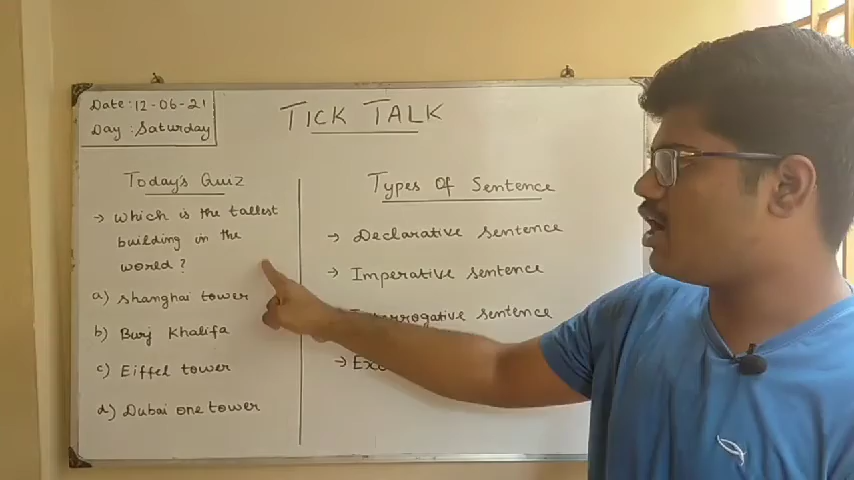 Date: 12-06-21
Day: Saturday
TICK TALK
Today's Quiz
→ Which is the tallest
building in the
world?
a) Shanghai tower
b) Burj Khalifa
c) Eiffel tower
d) Dubai one tower
Types Of Sentence
→ Declarative sentence
→ Imperative sentence
sentence
→